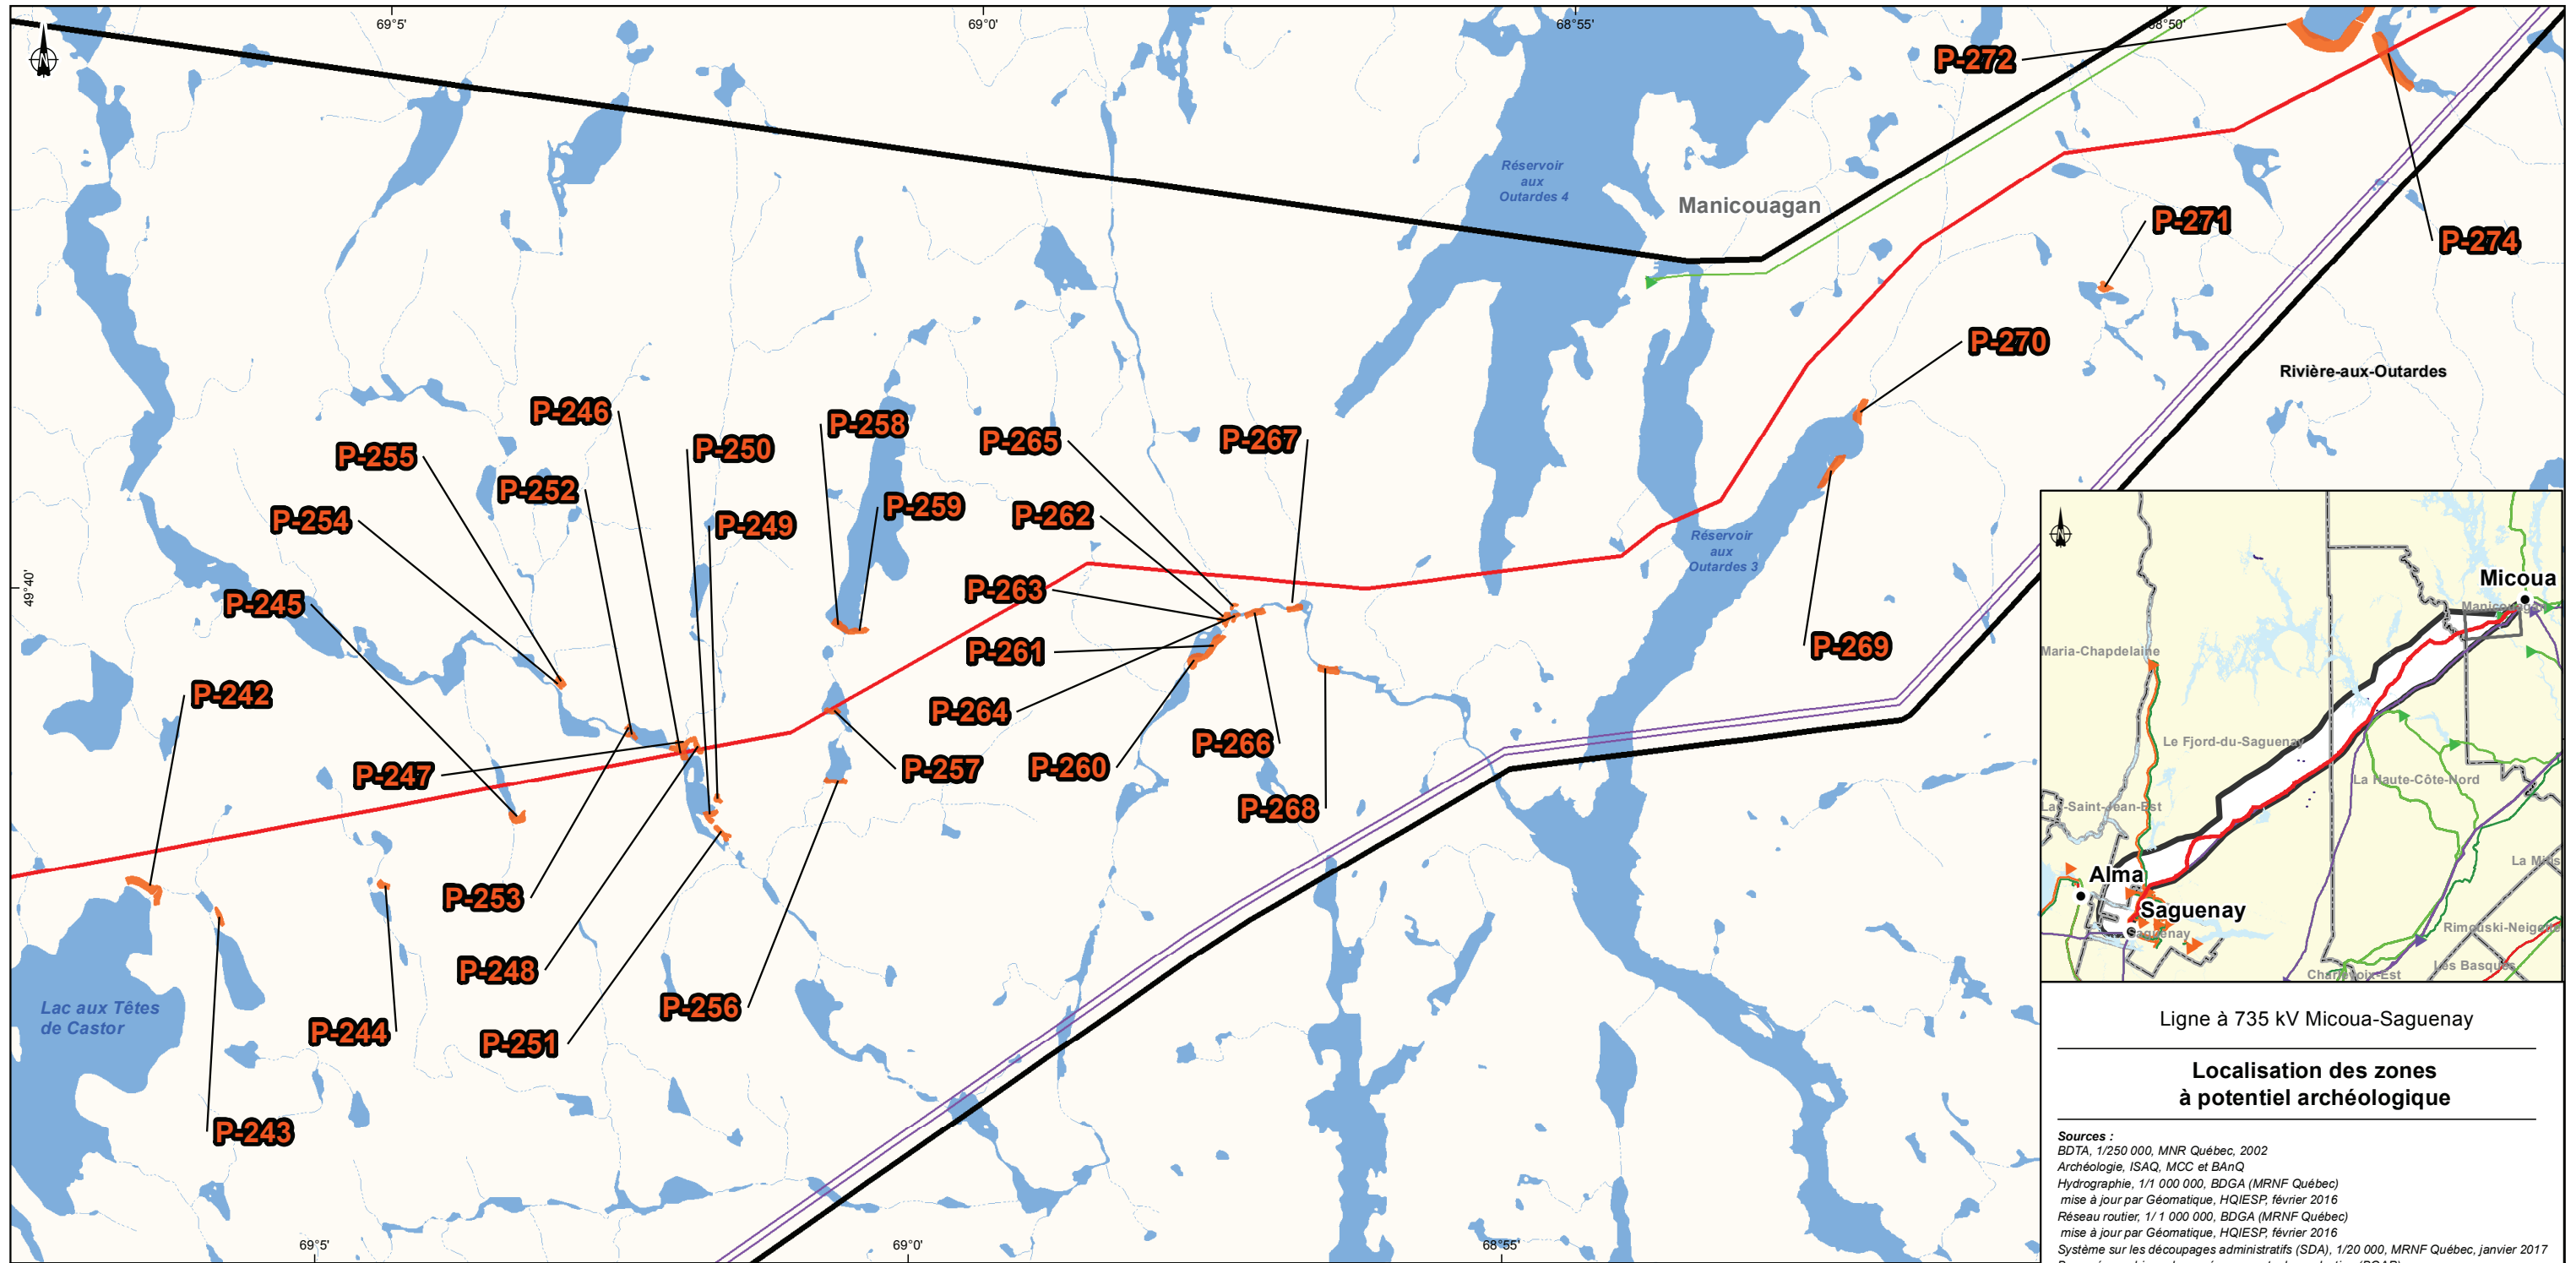 69°5'
69°0'
68°55'
68°50'
P-272
Réservoir
aux
Outardes 4
Manicouagan
P-271
P-274
P-270
Rivière-aux-Outardes
P-246
P-258
P-265
P-267
P-250
P-255
P-252
P-259
P-254
P-249
P-262
Réservoir
aux
Outardes 3
49°40'
P-245
P-263
P-261
P-269
P-242
P-264
P-266
P-247
P-257
P-260
P-268
P-253
P-248
P-256
Lac aux Têtes
de Castor
P-244
P-251
P-243
69°5'
69°0'
68°55'
Micoua
Manicouagan
Maria-Chapdelaine
Le Fjord-du-Saguenay
La Haute-Côte-Nord
Lac-Saint-Jean-Est
La Mitis
Alma
Saguenay
Saguenay
Rimouski-Neigette
Les Basques
Charlevoix-Est
Ligne à 735 kV Micoua-Saguenay
Localisation des zones
à potentiel archéologique
Sources :
BDTA, 1/250 000, MNR Québec, 2002
Archéologie, ISAQ, MCC et BAnQ
Hydrographie, 1/1 000 000, BDGA (MRNF Québec)
mise à jour par Géomatique, HQIESP, février 2016
Réseau routier, 1/ 1 000 000, BDGA (MRNF Québec)
mise à jour par Géomatique, HQIESP, février 2016
Système sur les découpages administratifs (SDA), 1/20 000, MRNF Québec, janvier 2017